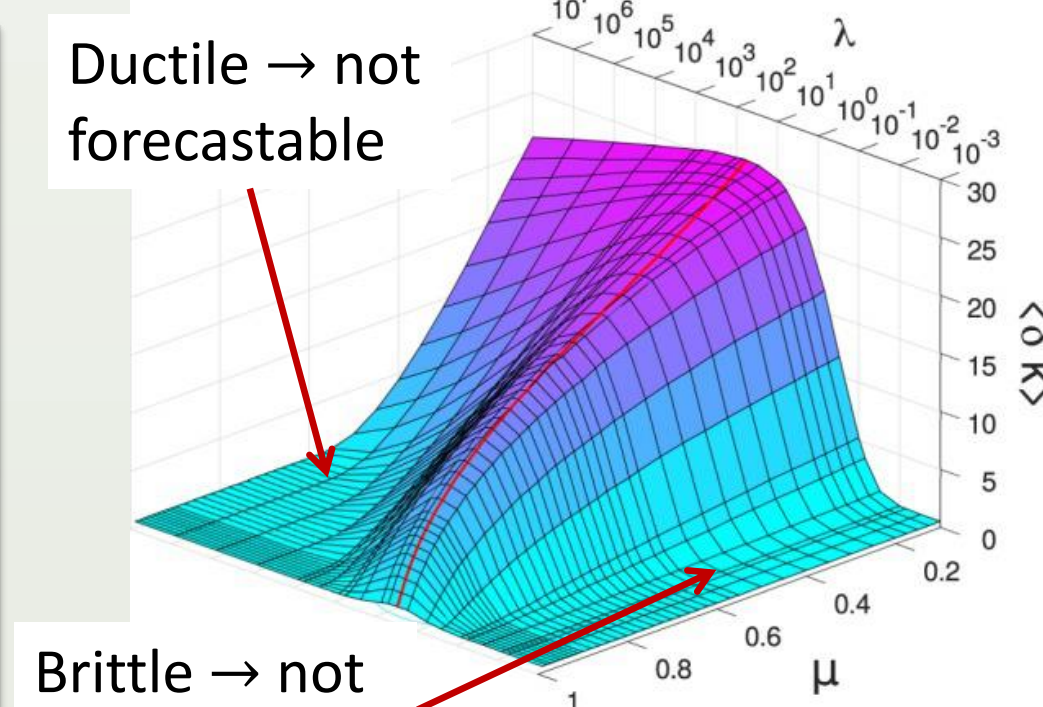 Ductile → not
forecastable
10⁷ 10⁶ 10⁵ 10⁴ 10³ 10² 10¹ 10⁰ 10⁻¹ 10⁻² 10⁻³
λ
30
25
20
15
10
5
0
<σ K>
0.2
0.4
0.6
0.8
1
μ
Brittle → not